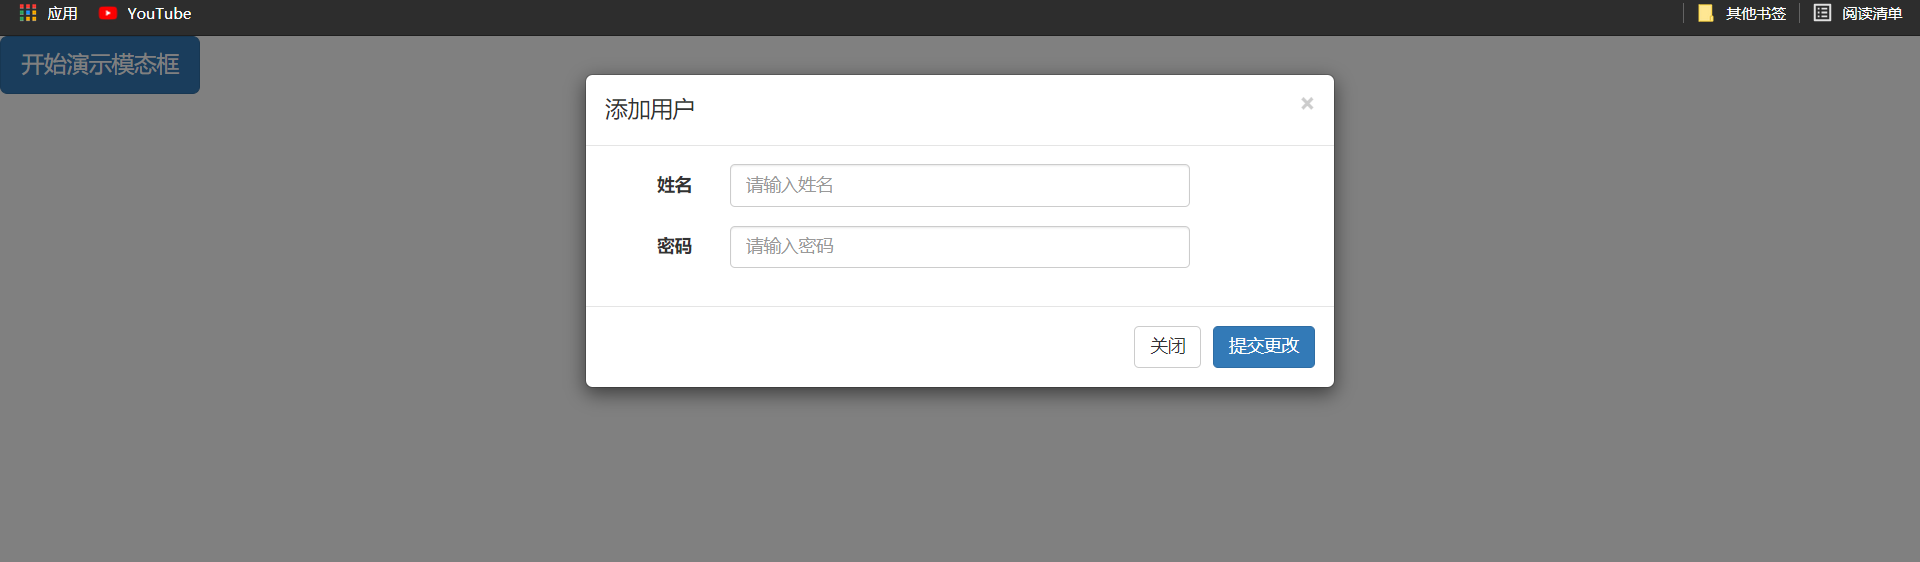 应用 YouTube 其他书签 阅读清单
开始演示模态框
添加用户 ×
姓名 请输入姓名
密码 请输入密码
关闭 提交更改